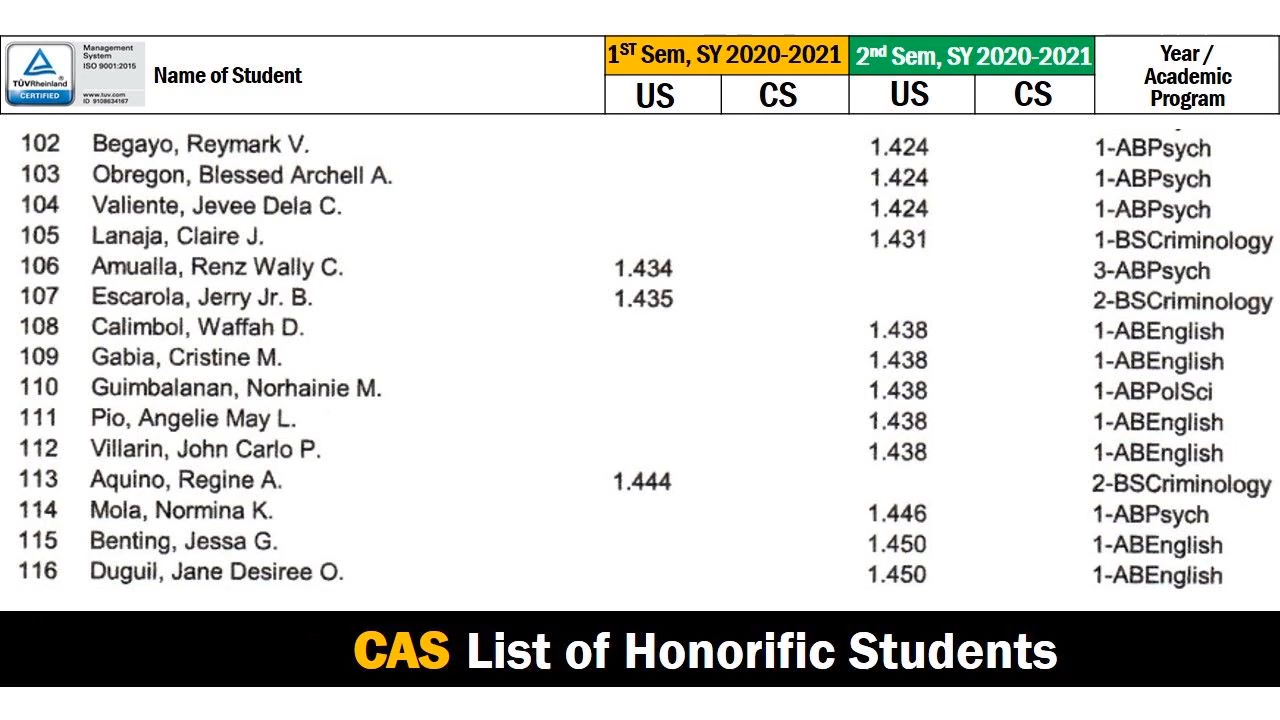 Management
System
ISO 9001:2015
TÜVRheinland®
CERTIFIED
www.tuv.com
ID 9108634167
Name of Student
1ST Sem, SY 2020-2021
2nd Sem, SY 2020-2021
US CS US CS
Year /
Academic
Program
102 Begayo, Reymark V. 1.424 1-ABPsych
103 Obregon, Blessed Archell A. 1.424 1-ABPsych
104 Valiente, Jevee Dela C. 1.424 1-ABPsych
105 Lanaja, Claire J. 1.431 1-BSCriminology
106 Amualla, Renz Wally C. 1.434 3-ABPsych
107 Escarola, Jerry Jr. B. 1.435 2-BSCriminology
108 Calimbol, Waffah D. 1.438 1-ABEnglish
109 Gabia, Cristine M. 1.438 1-ABEnglish
110 Guimbalanan, Norhainie M. 1.438 1-ABPolSci
111 Pio, Angelie May L. 1.438 1-ABEnglish
112 Villarin, John Carlo P. 1.438 1-ABEnglish
113 Aquino, Regine A. 1.444 2-BSCriminology
114 Mola, Normina K. 1.446 1-ABPsych
115 Benting, Jessa G. 1.450 1-ABEnglish
116 Duguil, Jane Desiree O. 1.450 1-ABEnglish
CAS List of Honorific Students